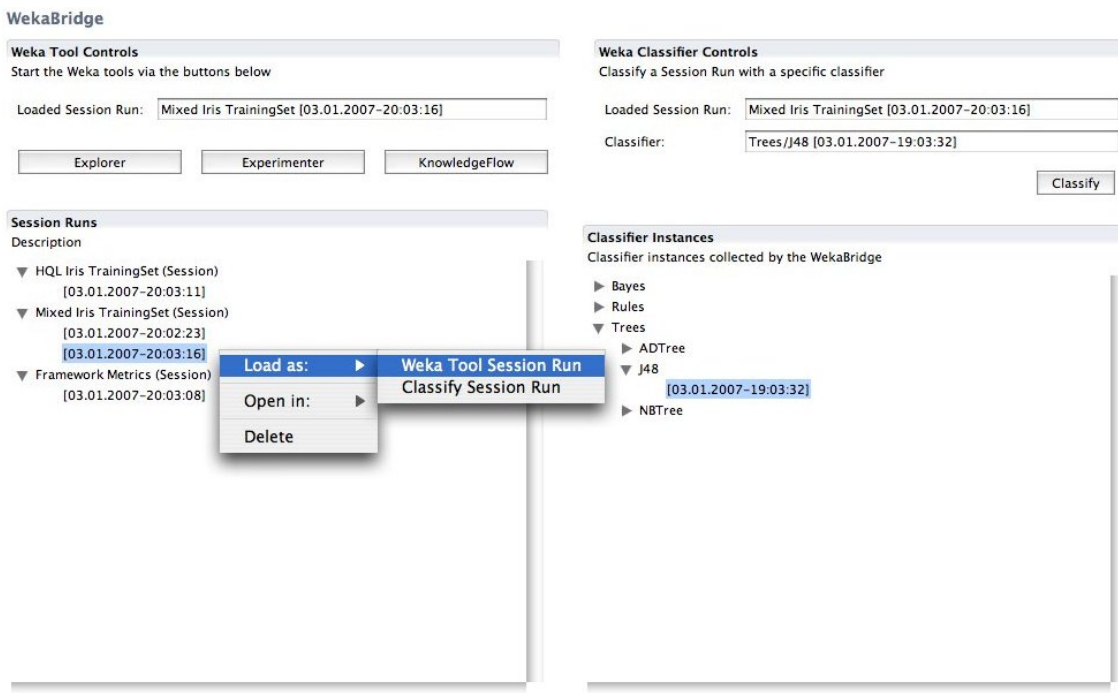 WekaBridge
Weka Tool Controls
Start the Weka tools via the buttons below
Loaded Session Run: Mixed Iris TrainingSet [03.01.2007-20:03:16]
Explorer Experimenter KnowledgeFlow
Session Runs
Description
HQL Iris TrainingSet (Session)
[03.01.2007-20:03:11]
Mixed Iris TrainingSet (Session)
[03.01.2007-20:02:23]
[03.01.2007-20:03:16]
Framework Metrics (Session)
[03.01.2007-20:03:08]
Load as:
Open in:
Delete
Weka Tool Session Run
Classify Session Run
Weka Classifier Controls
Classify a Session Run with a specific classifier
Loaded Session Run: Mixed Iris TrainingSet [03.01.2007-20:03:16]
Classifier: Trees/J48 [03.01.2007-19:03:32]
Classify
Classifier Instances
Classifier instances collected by the WekaBridge
Bayes
Rules
Trees
ADTree
J48
[03.01.2007-19:03:32]
NBTree